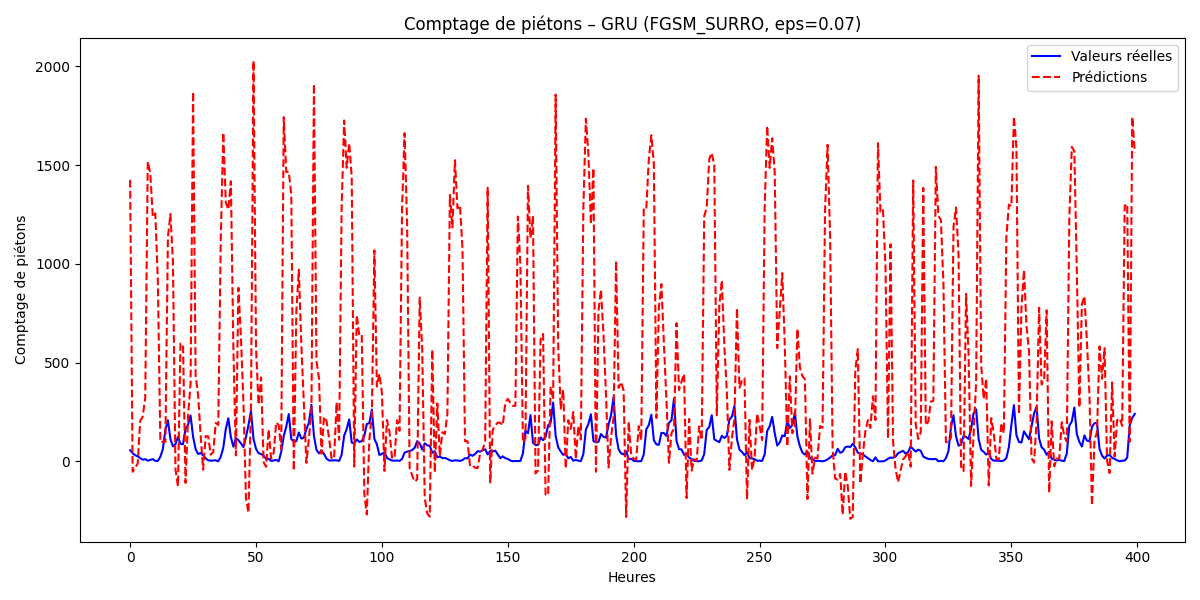 Comptage de piétons – GRU (FGSM_SURRO, eps=0.07)
Valeurs réelles
Prédictions
Comptage de piétons
2000
1500
1000
500
0
0 50 100 150 200 250 300 350 400
Heures